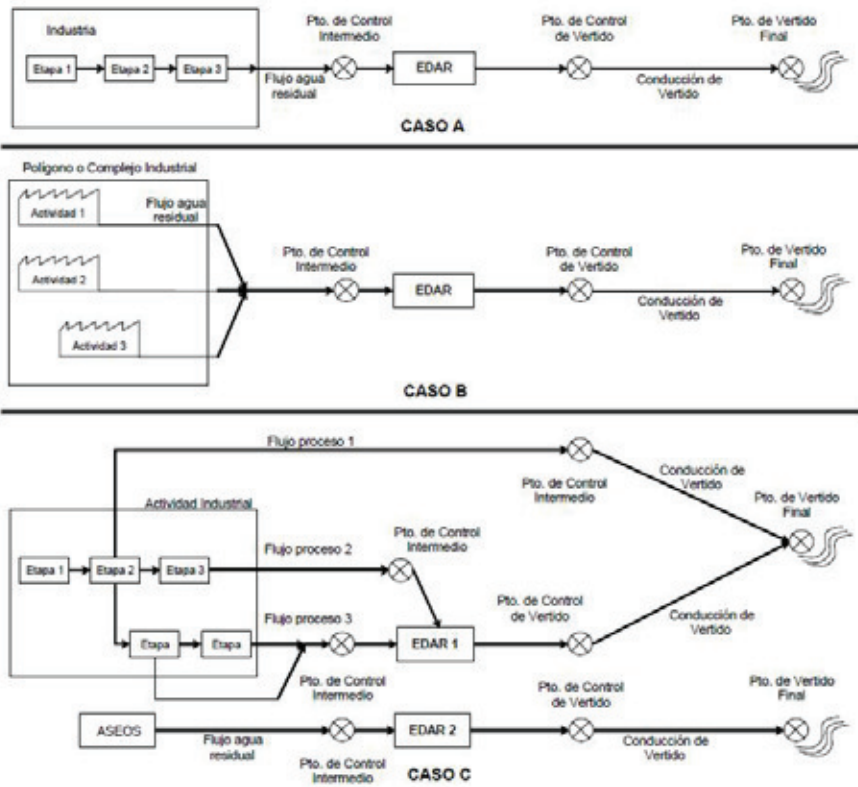 Industria
Etapa 1
Etapa 2
Etapa 3
Flujo agua
residual
Pto. de Control
Intermedio
EDAR
Pto. de Control
de Vertido
Conducción de
Vertido
Pto. de Vertido
Final
CASO A
Polígono o Complejo Industrial
Actividad 1
Flujo agua
residual
Actividad 2
Actividad 3
Pto. de Control
Intermedio
EDAR
Pto. de Control
de Vertido
Conducción de
Vertido
Pto. de Vertido
Final
CASO B
Flujo proceso 1
Pto. de Control
Intermedio
Conducción de
Vertido
Pto. de Vertido
Final
Actividad Industrial
Etapa 1
Etapa 2
Etapa 3
Flujo proceso 2
Pto. de Control
Intermedio
Etapa
Etapa
Flujo proceso 3
Pto. de Control
Intermedio
EDAR 1
Pto. de Control
de Vertido
Conducción de
Vertido
ASEOS
Flujo agua
residual
Pto. de Control
Intermedio
EDAR 2
Pto. de Control
de Vertido
Conducción de
Vertido
Pto. de Vertido
Final
CASO C